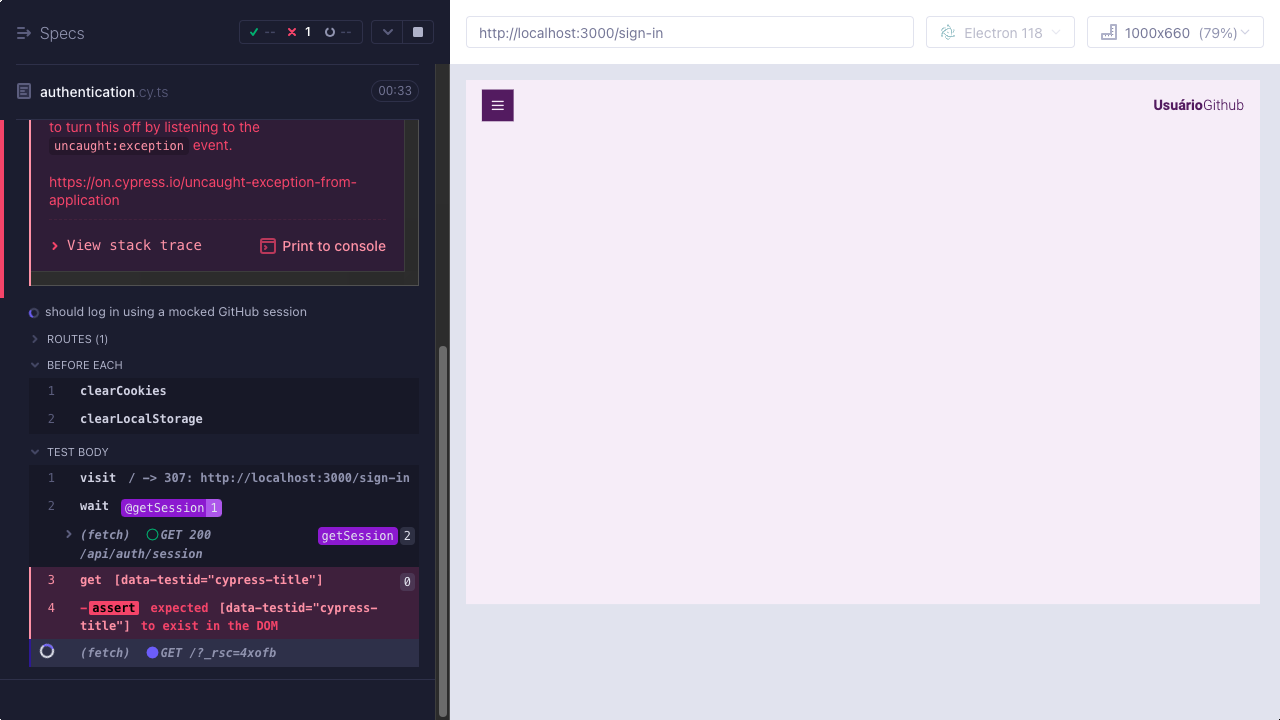 Specs
-- 1 --
authentication.cy.ts
00:33
to turn this off by listening to the
uncaught:exception event.
https://on.cypress.io/uncaught-exception-from-
application
View stack trace
Print to console
should log in using a mocked GitHub session
ROUTES (1)
BEFORE EACH
1 clearCookies
2 clearLocalStorage
TEST BODY
1 visit / -> 307: http://localhost:3000/sign-in
2 wait @getSession 1
(fetch) GET 200 getSession 2
/api/auth/session
3 get [data-testid="cypress-title"] 0
4 -assert expected [data-testid="cypress-
title"] to exist in the DOM
(fetch) GET /?_rsc=4xofb
http://localhost:3000/sign-in
Electron 118
1000x660 (79%)
UsuárioGithub